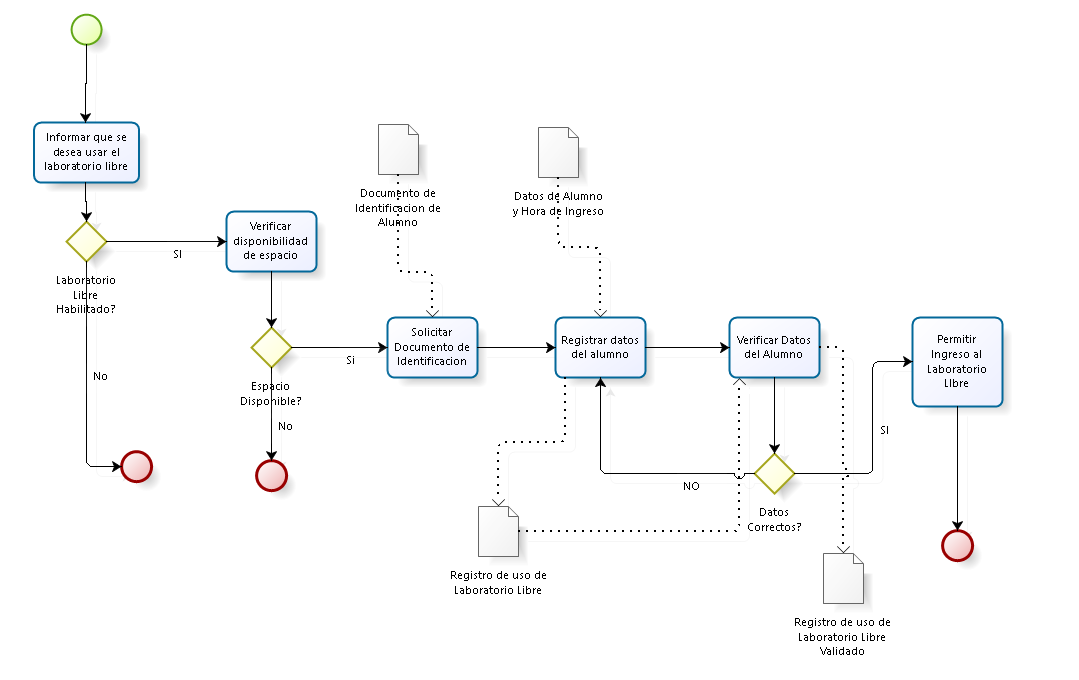 Informar que se
desea usar el
laboratorio libre
Laboratorio
Libre
Habilitado?
SI
No
Verificar
disponibilidad
de espacio
Espacio
Disponible?
Si
No
Documento de
Identificacion de
Alumno
Solicitar
Documento de
Identificacion
Datos de Alumno
y Hora de Ingreso
Registrar datos
del alumno
Registro de uso de
Laboratorio Libre
Verificar Datos
del Alumno
Datos
Correctos?
NO
SI
Registro de uso de
Laboratorio Libre
Validado
Permitir
Ingreso al
Laboratorio
LIbre